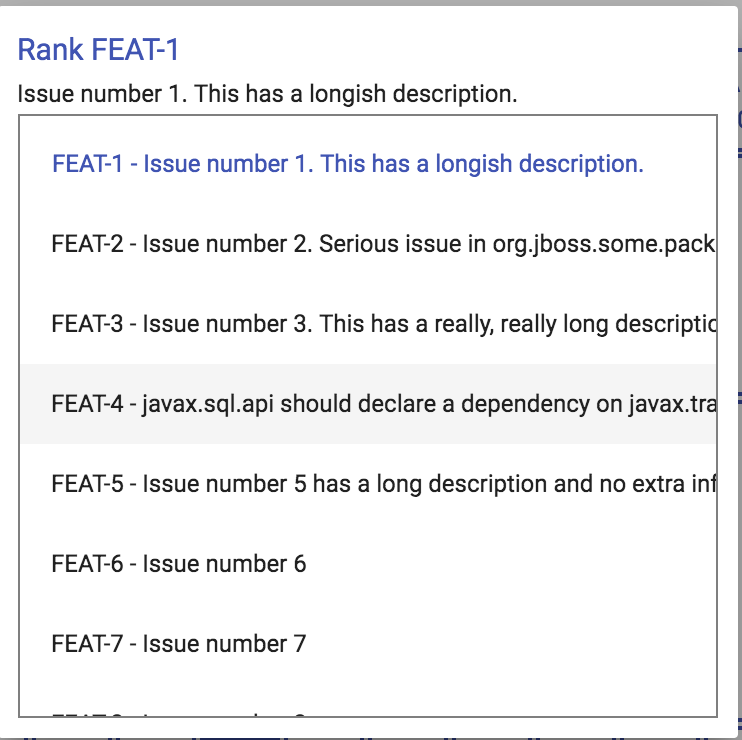 Rank FEAT-1
Issue number 1. This has a longish description.
FEAT-1 - Issue number 1. This has a longish description.
FEAT-2 - Issue number 2. Serious issue in org.jboss.some.pack
FEAT-3 - Issue number 3. This has a really, really long descriptio
FEAT-4 - javax.sql.api should declare a dependency on javax.tra
FEAT-5 - Issue number 5 has a long description and no extra inf
FEAT-6 - Issue number 6
FEAT-7 - Issue number 7